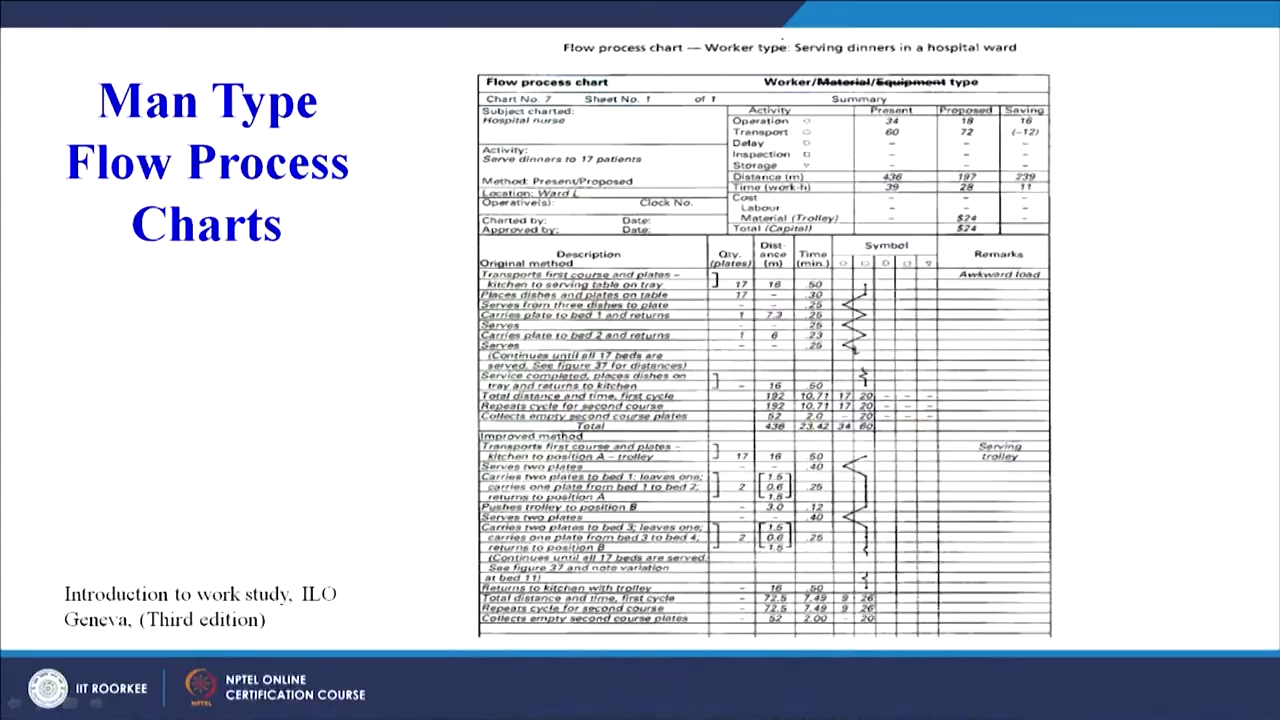 Man Type
Flow Process
Charts
Introduction to work study, ILO
Geneva, (Third edition)
Flow process chart — Worker type: Serving dinners in a hospital ward
Flow process chart Worker/Material/Equipment type
Chart No. 7 Sheet No. 1 of 1 Summary
Subject charted:
Hospital nurse
Activity:
Serve dinners to 17 patients
Method: Present/Proposed
Location: Ward L
Operative(s): Clock No.
Charted by: Date:
Approved by: Date:
Activity Present Proposed Saving
Operation 34 18 16
Transport 60 72 (-12)
Delay – – –
Inspection – – –
Storage – – –
Distance (m) 436 197 239
Time (work-h) 39 28 11
Cost – – –
Labour – – –
Material (Trolley) – $24 –
Total (Capital) $24
Description Qty. (plates) Dist- ance (m) Time (min.) Symbol Remarks
Original method
Transports first course and plates – Awkward load
kitchen to serving table on tray 17 16 .50
Places dishes and plates on table 17 – .30
Serves from three dishes to plate – – .25
Carries plate to bed 1 and returns 1 7.3 .25
Serves – – .25
Carries plate to bed 2 and returns 1 6 .23
Serves – – .25
(Continues until all 17 beds are
served. See figure 37 for distances)
Service completed, places dishes on
tray and returns to kitchen – 16 .50
Total distance and time, first cycle 192 10.71 17 20 – – –
Repeats cycle for second course 192 10.71 17 20 – – –
Collects empty second course plates 52 2.0 – 20 – – –
Total 436 23.42 34 60
Improved method
Transports first course and plates – Serving
kitchen to position A – trolley 17 16 .50 trolley
Serves two plates – – .40
Carries two plates to bed 1; leaves one; 1.5
carries one plate from bed 1 to bed 2; 2 0.6 .25
returns to position A 1.5
Pushes trolley to position B – 3.0 .12
Serves two plates – – .40
Carries two plates to bed 3; leaves one; 1.5
carries one plate from bed 3 to bed 4, 2 0.6 .25
returns to position B 1.5
(Continues until all 17 beds are served.
See figure 37 and note variation
at bed 11)
Returns to kitchen with trolley – 16 .50
Total distance and time, first cycle – 72.5 7.49 9 26
Repeats cycle for second course – 72.5 7.49 9 26
Collects empty second course plates – 52 2.00 – 20
IIT ROORKEE
NPTEL
NPTEL ONLINE
CERTIFICATION COURSE